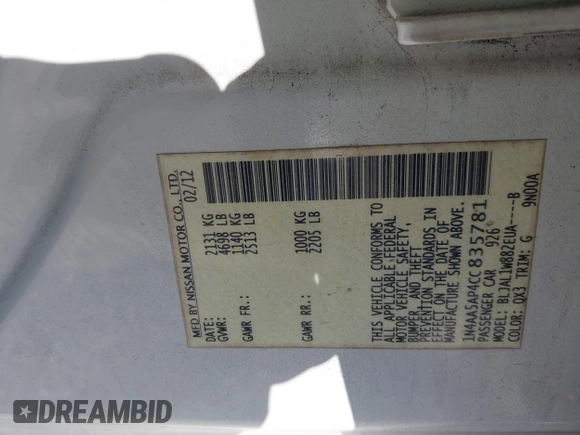 MFD BY NISSAN MOTOR CO., LTD.
DATE: 02/12
GVWR: 2131 KG
4698 LB
GAWR FR.: 1140 KG
2513 LB
GAWR RR.: 1000 KG
2205 LB
THIS VEHICLE CONFORMS TO
ALL APPLICABLE FEDERAL
MOTOR VEHICLE SAFETY,
BUMPER, AND THEFT
PREVENTION STANDARDS IN
EFFECT ON THE DATE OF
MANUFACTURE SHOWN ABOVE.
1N4AA5AP4CC835781
PASSENGER CAR 926
MODEL: BLJALJW882EUA----B
COLOR: QX3 TRIM: G 9N00A
DREAMBID